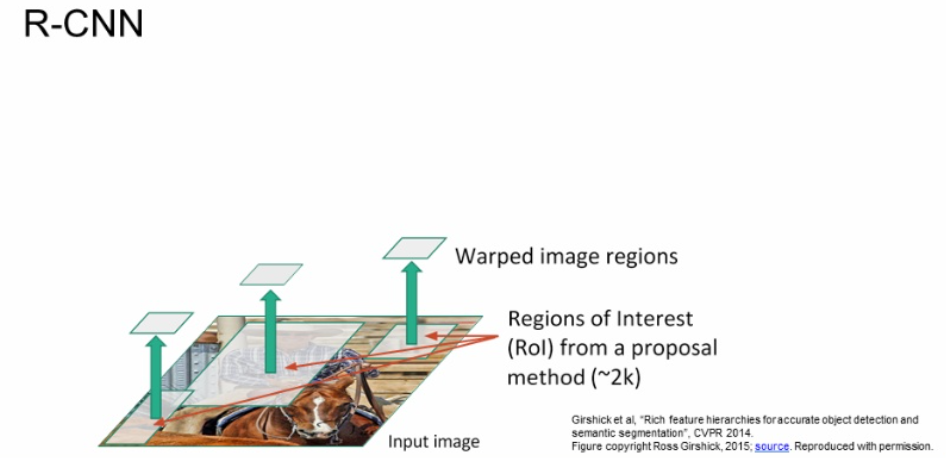 R-CNN
Warped image regions
Regions of Interest
(RoI) from a proposal
method (~2k)
Input image
Girshick et al, "Rich feature hierarchies for accurate object detection and
semantic segmentation", CVPR 2014.
Figure copyright Ross Girshick, 2015; source. Reproduced with permission.